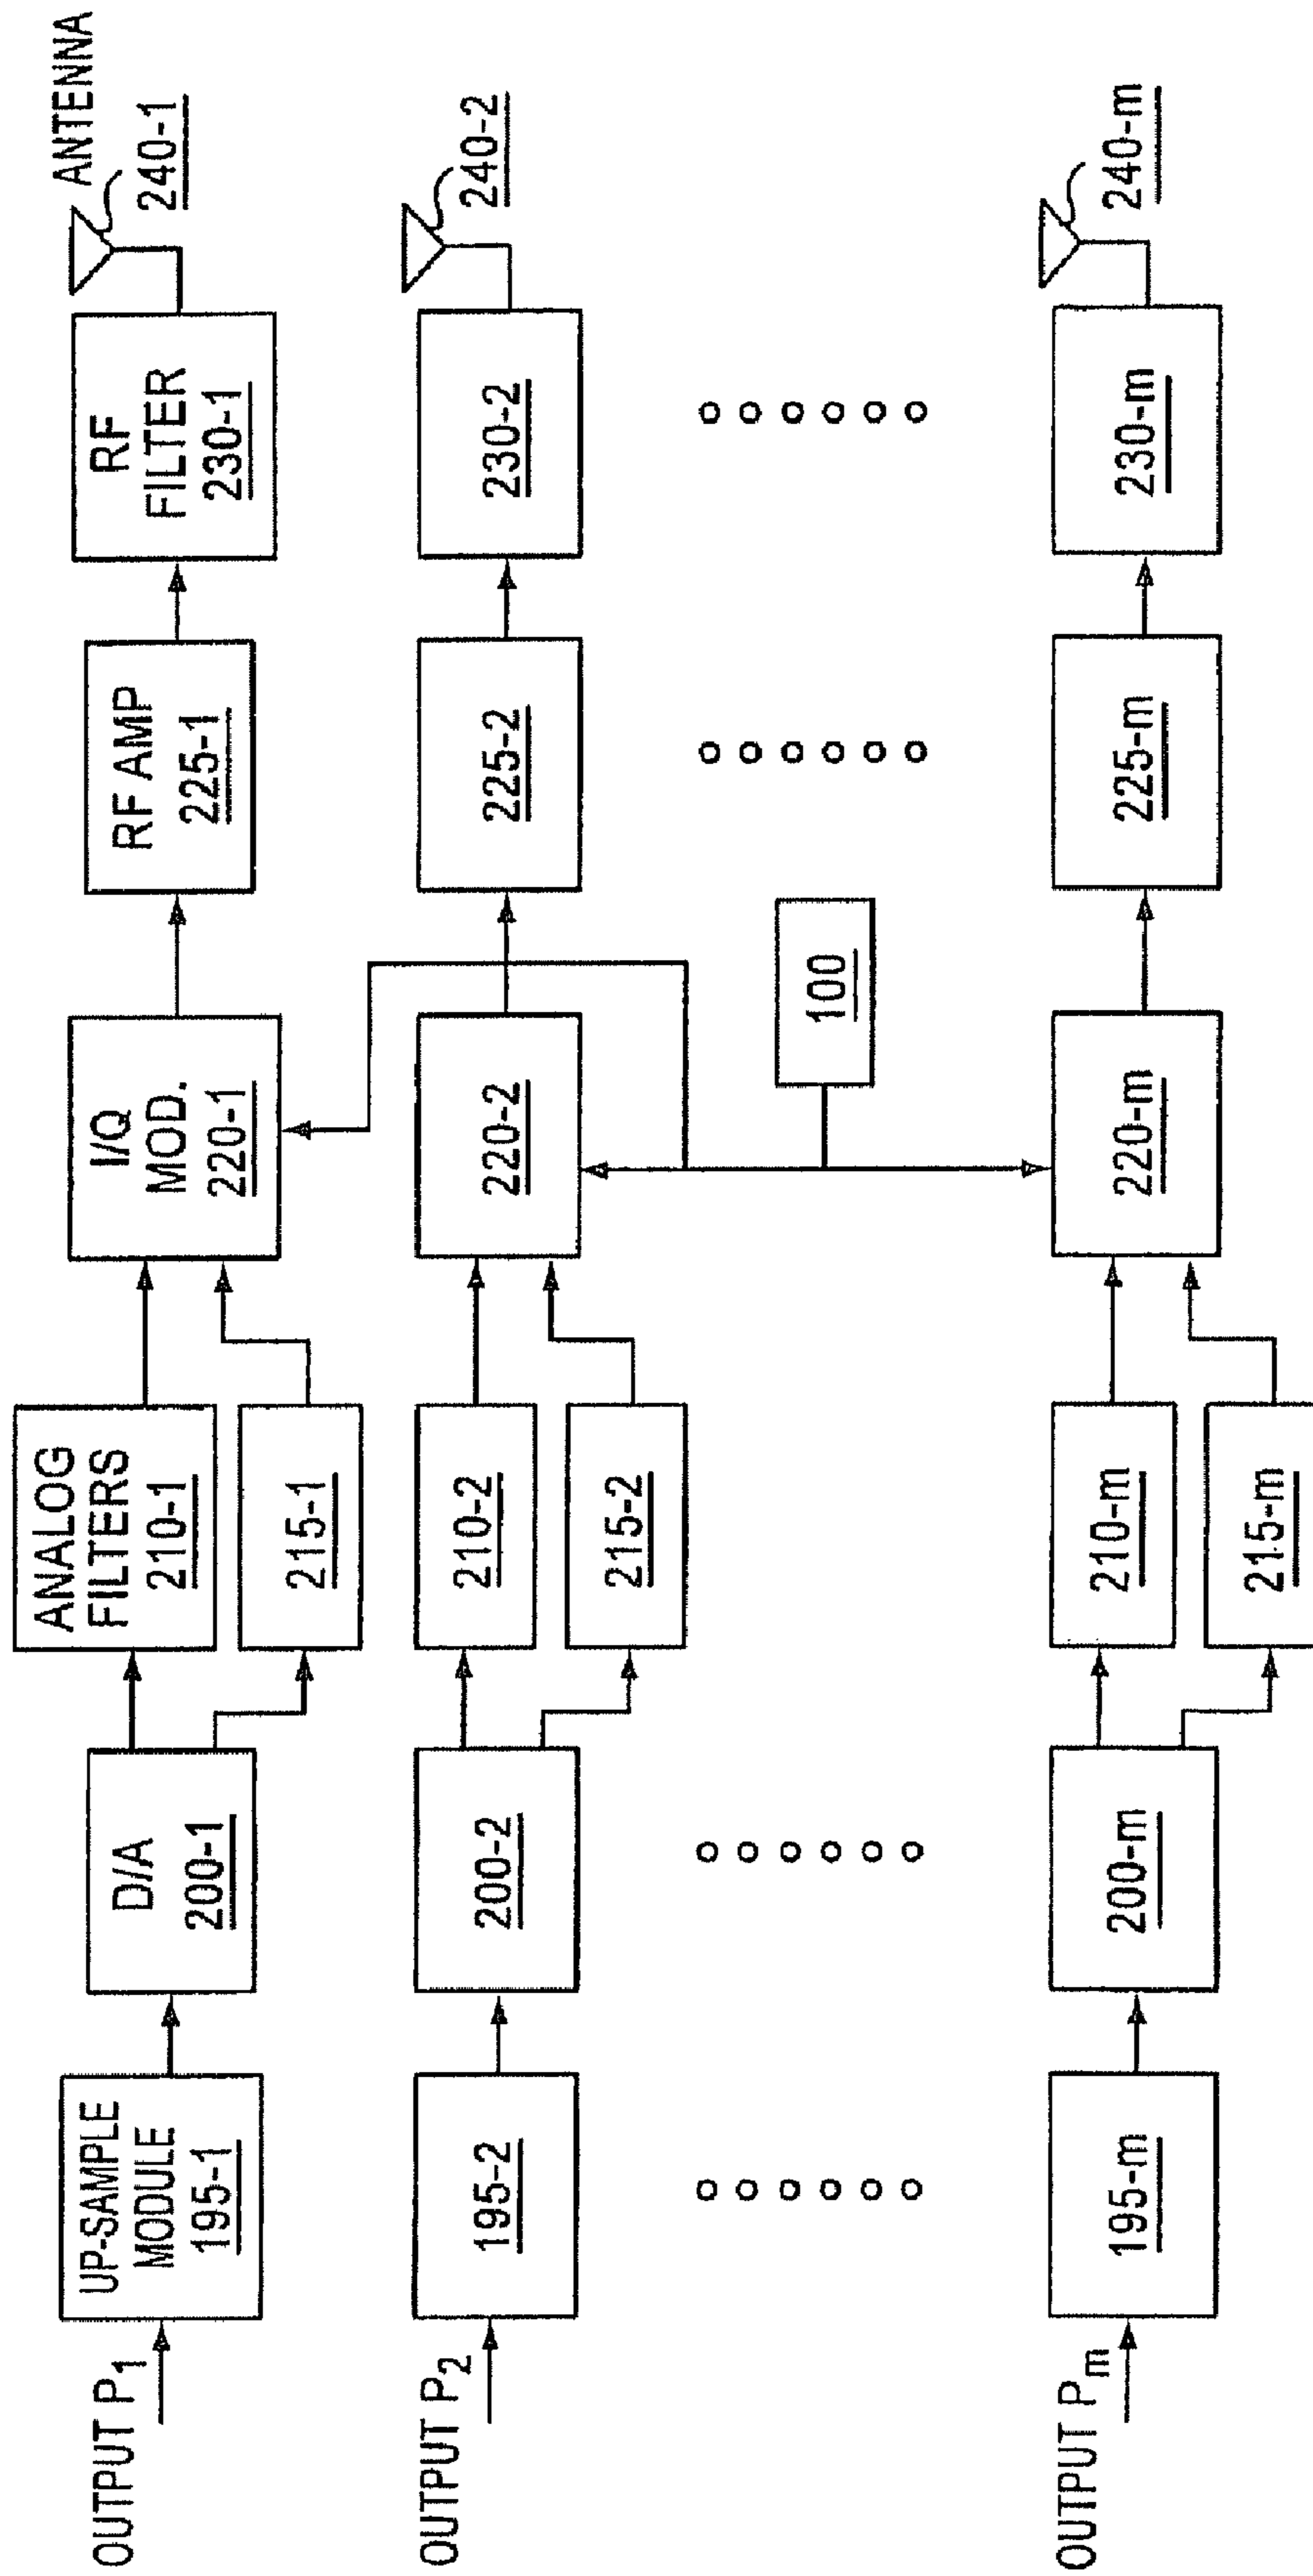 OUTPUT P1
UP-SAMPLE
MODULE
195-1
D/A
200-1
ANALOG
FILTERS
210-1
215-1
I/Q
MOD.
220-1
RF AMP
225-1
RF
FILTER
230-1
ANTENNA
240-1
OUTPUT P2
195-2
200-2
210-2
215-2
220-2
225-2
230-2
240-2
100
OUTPUT Pm
195-m
200-m
210-m
215-m
220-m
225-m
230-m
240-m